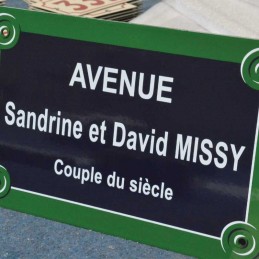 AVENUE
Sandrine et David MISSY
Couple du siècle